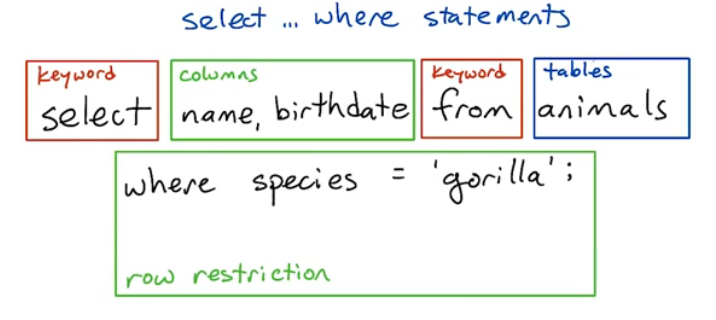 select ... where statements
keyword columns keyword tables
select name, birthdate from animals
where species = 'gorilla';
row restriction